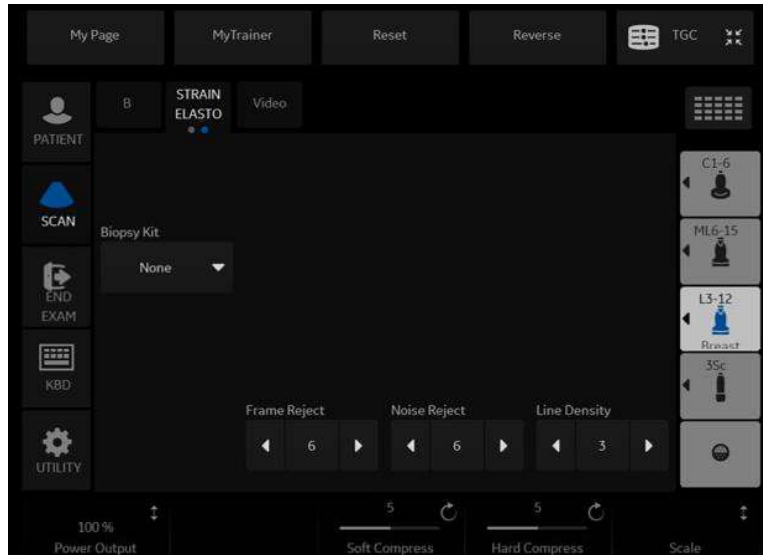 My Page
MyTrainer
Reset
Reverse
TGC
PATIENT
B
STRAIN
ELASTO
Video
SCAN
END
EXAM
KBD
UTILITY
Biopsy Kit
None
Frame Reject
6
Noise Reject
6
Line Density
3
C1-6
ML6-15
L3-12
Breast
3Sc
100 %
Power Output
5
Soft Compress
5
Hard Compress
Scale